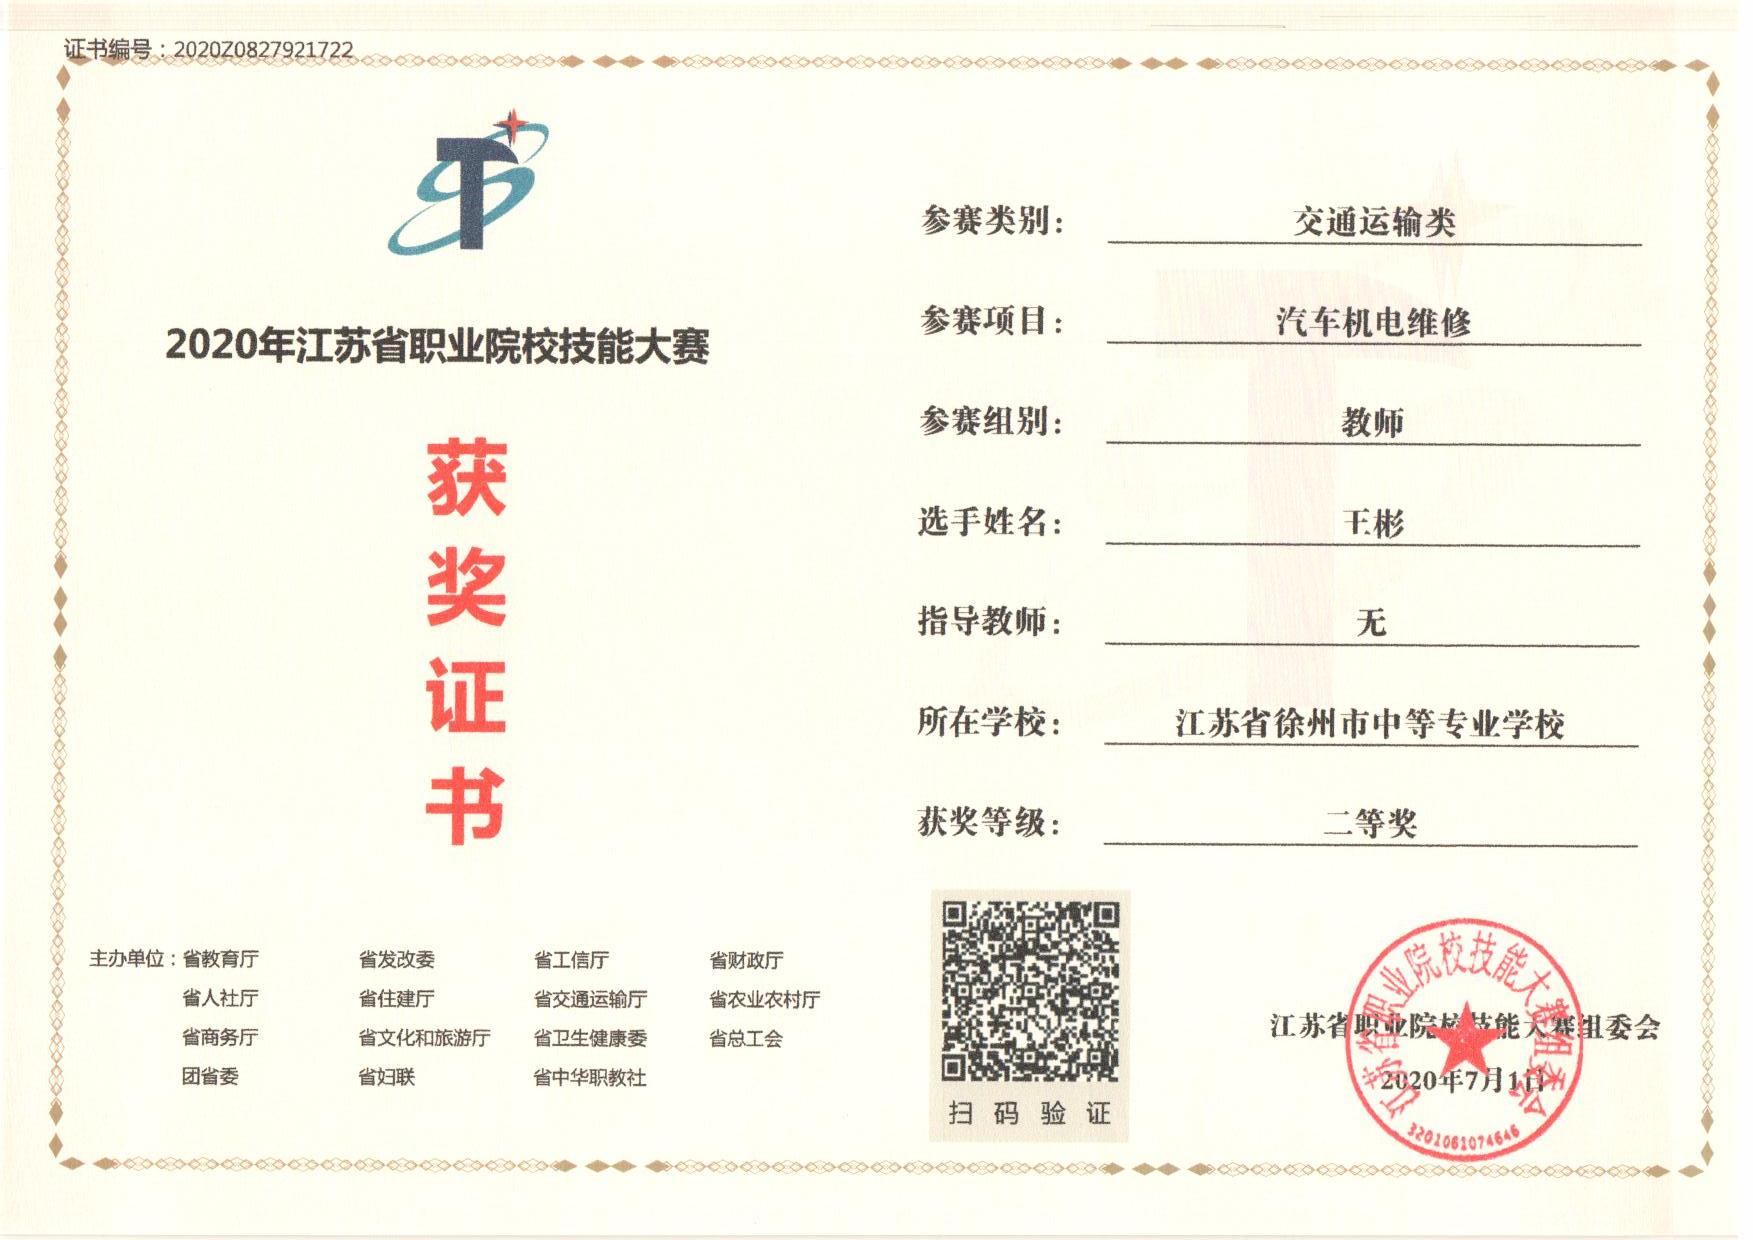 证书编号：2020Z0827921722
2020年江苏省职业院校技能大赛
获
奖
证
书
主办单位：省教育厅 省发改委 省工信厅 省财政厅
省人社厅 省住建厅 省交通运输厅 省农业农村厅
省商务厅 省文化和旅游厅 省卫生健康委 省总工会
团省委 省妇联 省中华职教社
参赛类别： 交通运输类
参赛项目： 汽车机电维修
参赛组别： 教师
选手姓名： 王彬
指导教师： 无
所在学校： 江苏省徐州市中等专业学校
获奖等级： 二等奖
扫码验证
江苏省职业院校技能大赛组委会
2020年7月1日
江苏省职业院校技能大赛组委会
3201061074646